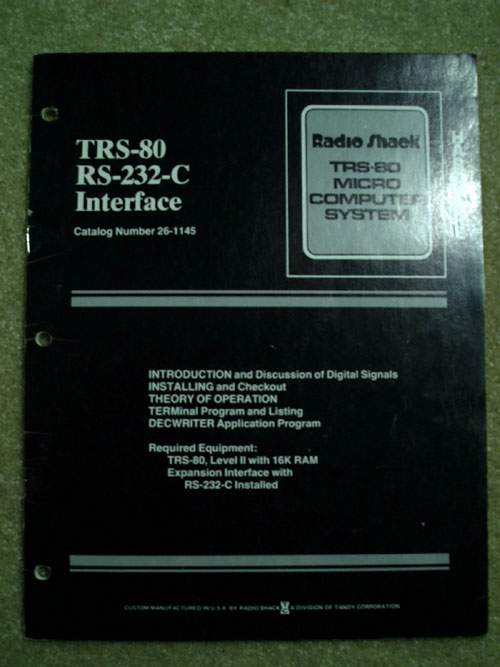 TRS-80
RS-232-C
Interface
Catalog Number 26-1145
Radio Shack
TRS-80
MICRO
COMPUTER
SYSTEM
INTRODUCTION and Discussion of Digital Signals
INSTALLING and Checkout
THEORY OF OPERATION
TERMinal Program and Listing
DECWRITER Application Program
Required Equipment:
TRS-80, Level II with 16K RAM
Expansion Interface with
RS-232-C Installed
CUSTOM MANUFACTURED IN U.S.A. BY RADIO SHACK A DIVISION OF TANDY CORPORATION